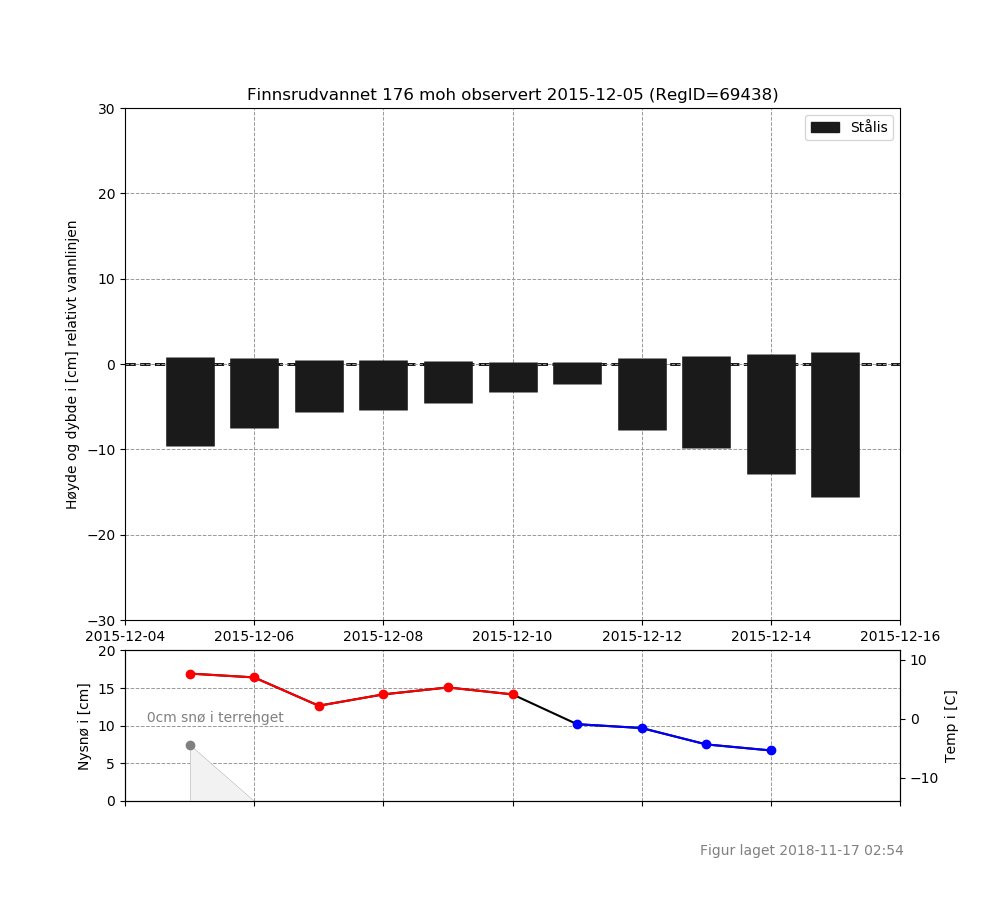 Finnsrudvannet 176 moh observert 2015-12-05 (RegID=69438)
Stålis
Høyde og dybde i [cm] relativt vannlinjen
30
20
10
0
−10
−20
−30
2015-12-04 2015-12-06 2015-12-08 2015-12-10 2015-12-12 2015-12-14 2015-12-16
Nysnø i [cm]
20
15
10
5
0
0cm snø i terrenget
10
0
−10
Temp i [C]
Figur laget 2018-11-17 02:54